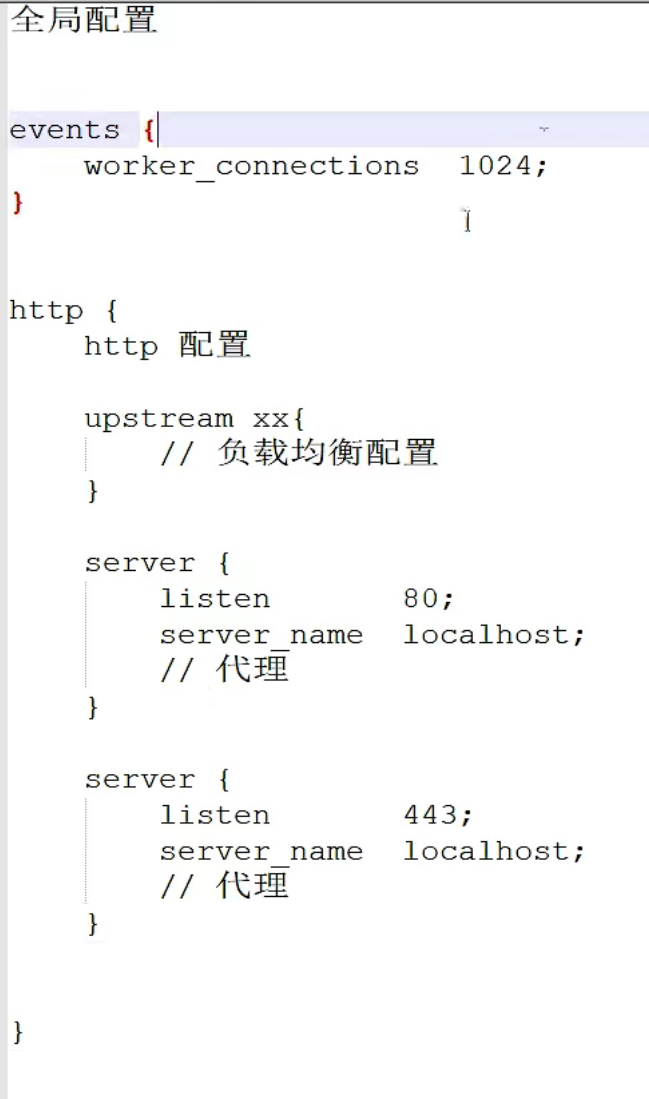 全局配置
events {
worker_connections 1024;
}
http {
http 配置
upstream xx{
// 负载均衡配置
}
server {
listen 80;
server_name localhost;
// 代理
}
server {
listen 443;
server_name localhost;
// 代理
}
}